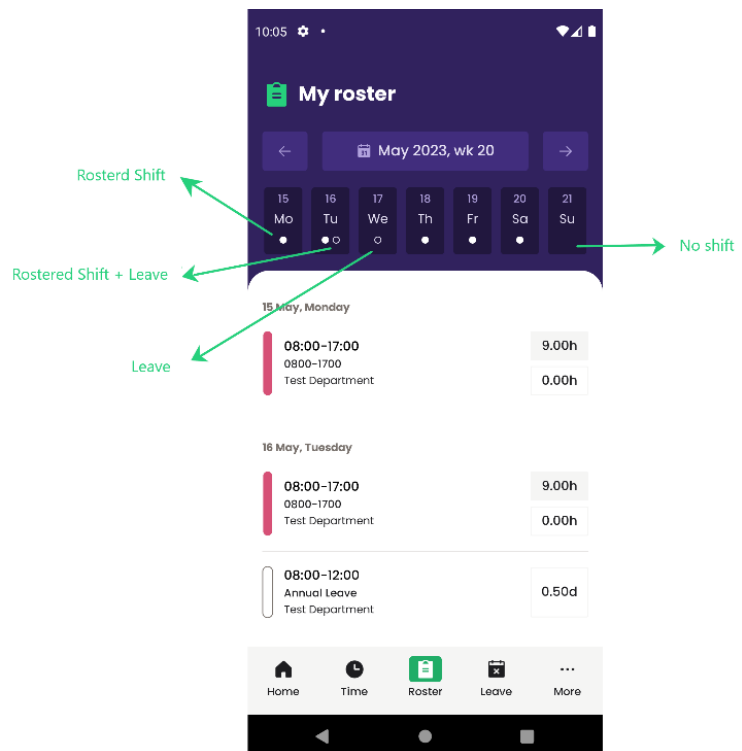 10:05
My roster
31 May 2023, wk 20
15 16 17 18 19 20 21
Mo Tu We Th Fr Sa Su
Rosterd Shift
Rostered Shift + Leave
Leave
No shift
15 May, Monday
08:00-17:00 9.00h
0800-1700
Test Department 0.00h
16 May, Tuesday
08:00-17:00 9.00h
0800-1700
Test Department 0.00h
08:00-12:00
Annual Leave 0.50d
Test Department
Home Time Roster Leave More